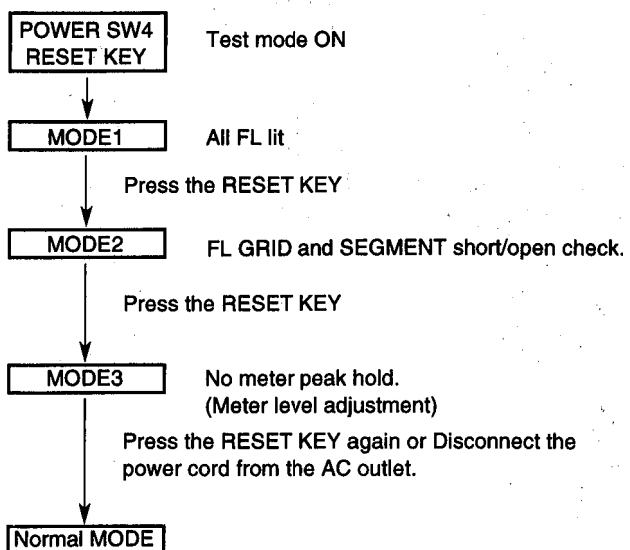 POWER SW4
RESET KEY
Test mode ON
MODE1
All FL lit
Press the RESET KEY
MODE2
FL GRID and SEGMENT short/open check.
Press the RESET KEY
MODE3
No meter peak hold.
(Meter level adjustment)
Press the RESET KEY again or Disconnect the
power cord from the AC outlet.
Normal MODE